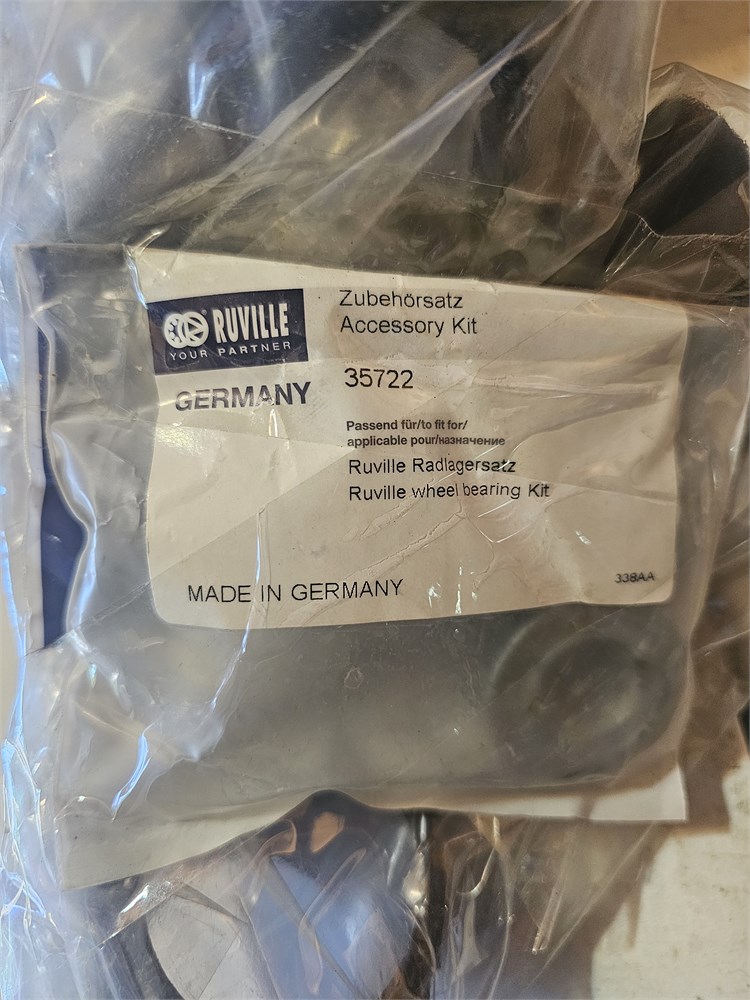 RUVILLE
YOUR PARTNER
GERMANY
Zubehörsatz
Accessory Kit
35722
Passend für/to fit for/
applicable pour/назначение
Ruville Radlagersatz
Ruville wheel bearing Kit
MADE IN GERMANY
338AA